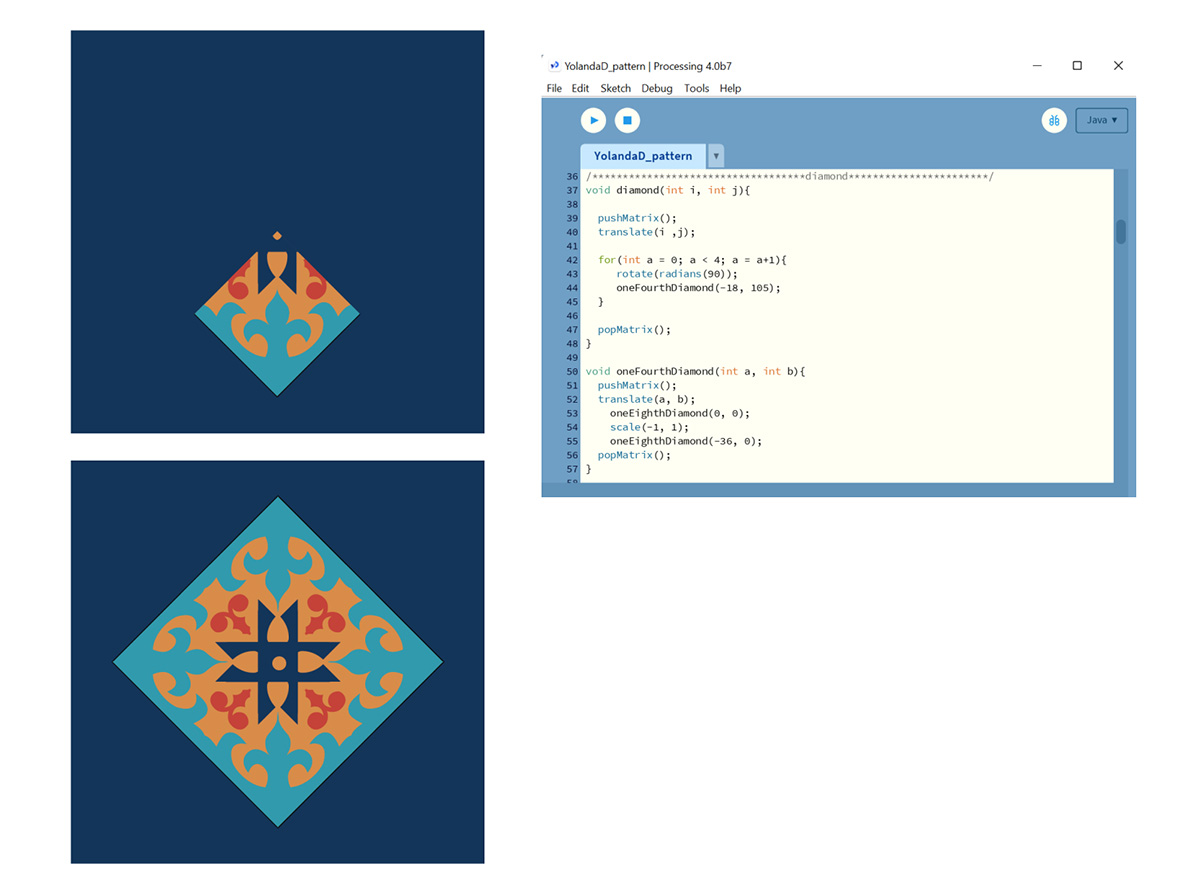 YolandaD_pattern | Processing 4.0b7
File Edit Sketch Debug Tools Help
Java ▼
YolandaD_pattern ▼
36 /***********************************diamond***********************/
37 void diamond(int i, int j){
38
39 pushMatrix();
40 translate(i ,j);
41
42 for(int a = 0; a < 4; a = a+1){
43 rotate(radians(90));
44 oneFourthDiamond(-18, 105);
45 }
46
47 popMatrix();
48 }
49
50 void oneFourthDiamond(int a, int b){
51 pushMatrix();
52 translate(a, b);
53 oneEighthDiamond(0, 0);
54 scale(-1, 1);
55 oneEighthDiamond(-36, 0);
56 popMatrix();
57 }
58